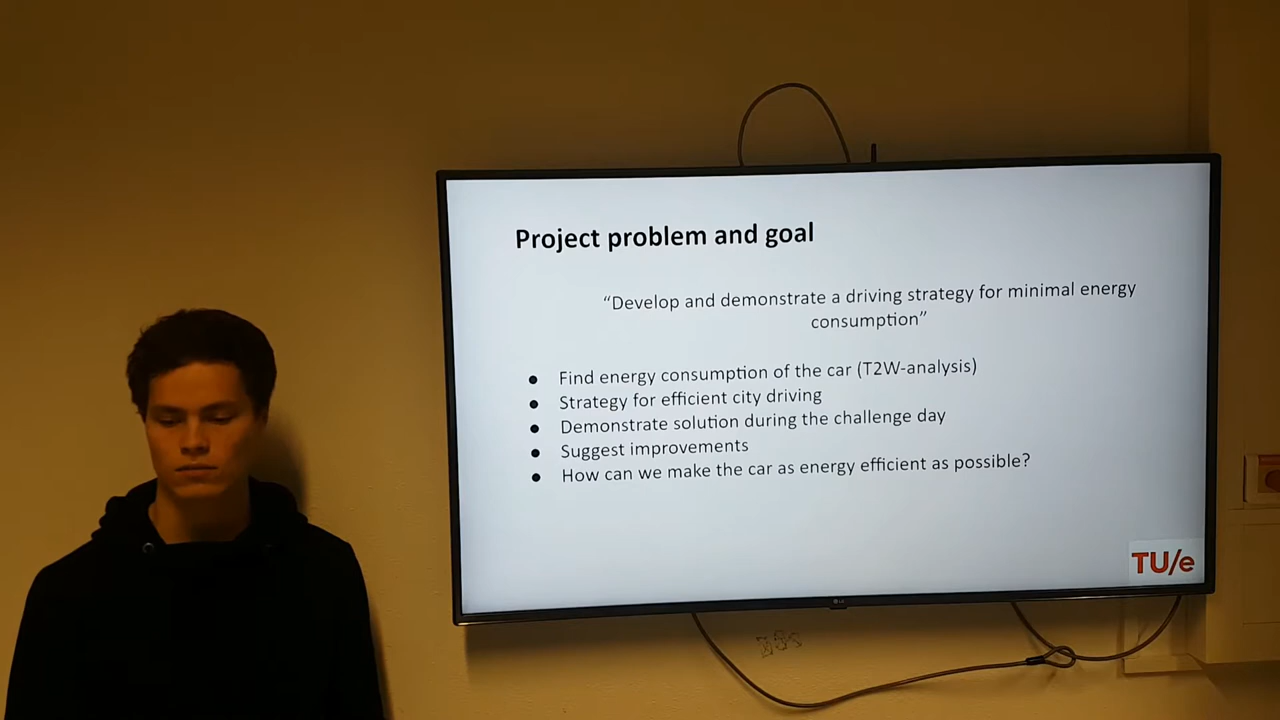 Project problem and goal
“Develop and demonstrate a driving strategy for minimal energy
consumption”
● Find energy consumption of the car (T2W-analysis)
● Strategy for efficient city driving
● Demonstrate solution during the challenge day
● Suggest improvements
● How can we make the car as energy efficient as possible?
TU/e
LG